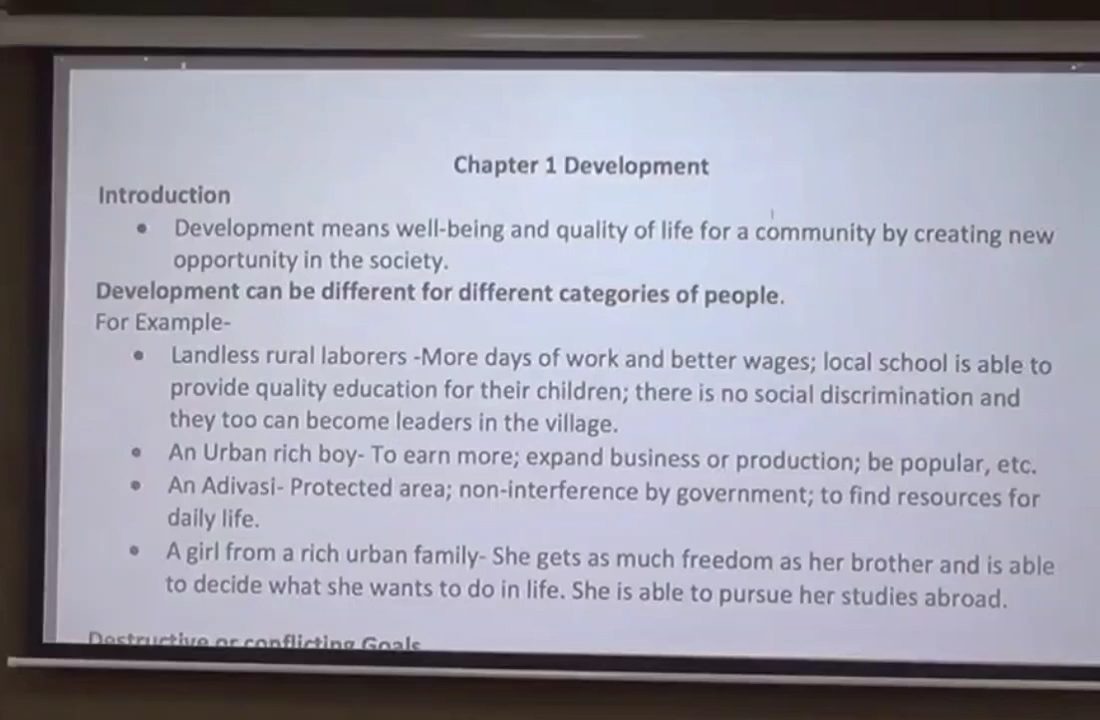 Chapter 1 Development
Introduction
• Development means well-being and quality of life for a community by creating new
opportunity in the society.
Development can be different for different categories of people.
For Example-
• Landless rural laborers -More days of work and better wages; local school is able to
provide quality education for their children; there is no social discrimination and
they too can become leaders in the village.
• An Urban rich boy- To earn more; expand business or production; be popular, etc.
• An Adivasi- Protected area; non-interference by government; to find resources for
daily life.
• A girl from a rich urban family- She gets as much freedom as her brother and is able
to decide what she wants to do in life. She is able to pursue her studies abroad.
Destructive or conflicting Goals